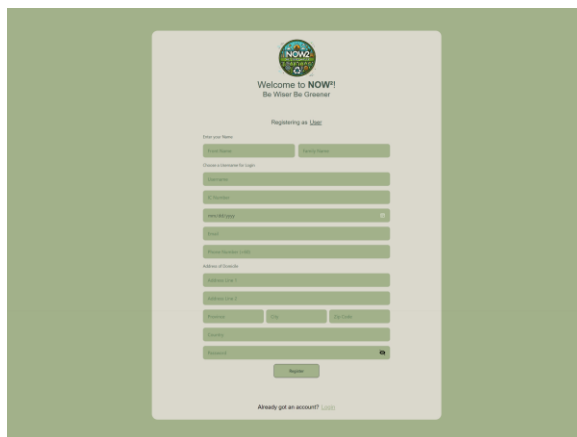 NOW2
Welcome to NOW²!
Be Wiser Be Greener
Registering as User
Enter your Name
Given Name Family Name
Choose a Username for Login
Username
IC Number
mm/dd/yyyy
Email
Phone Number (+60)
Address of Domicile
Address Line 1
Address Line 2
Province City Zip Code
Country
Password
Register
Already got an account? Login